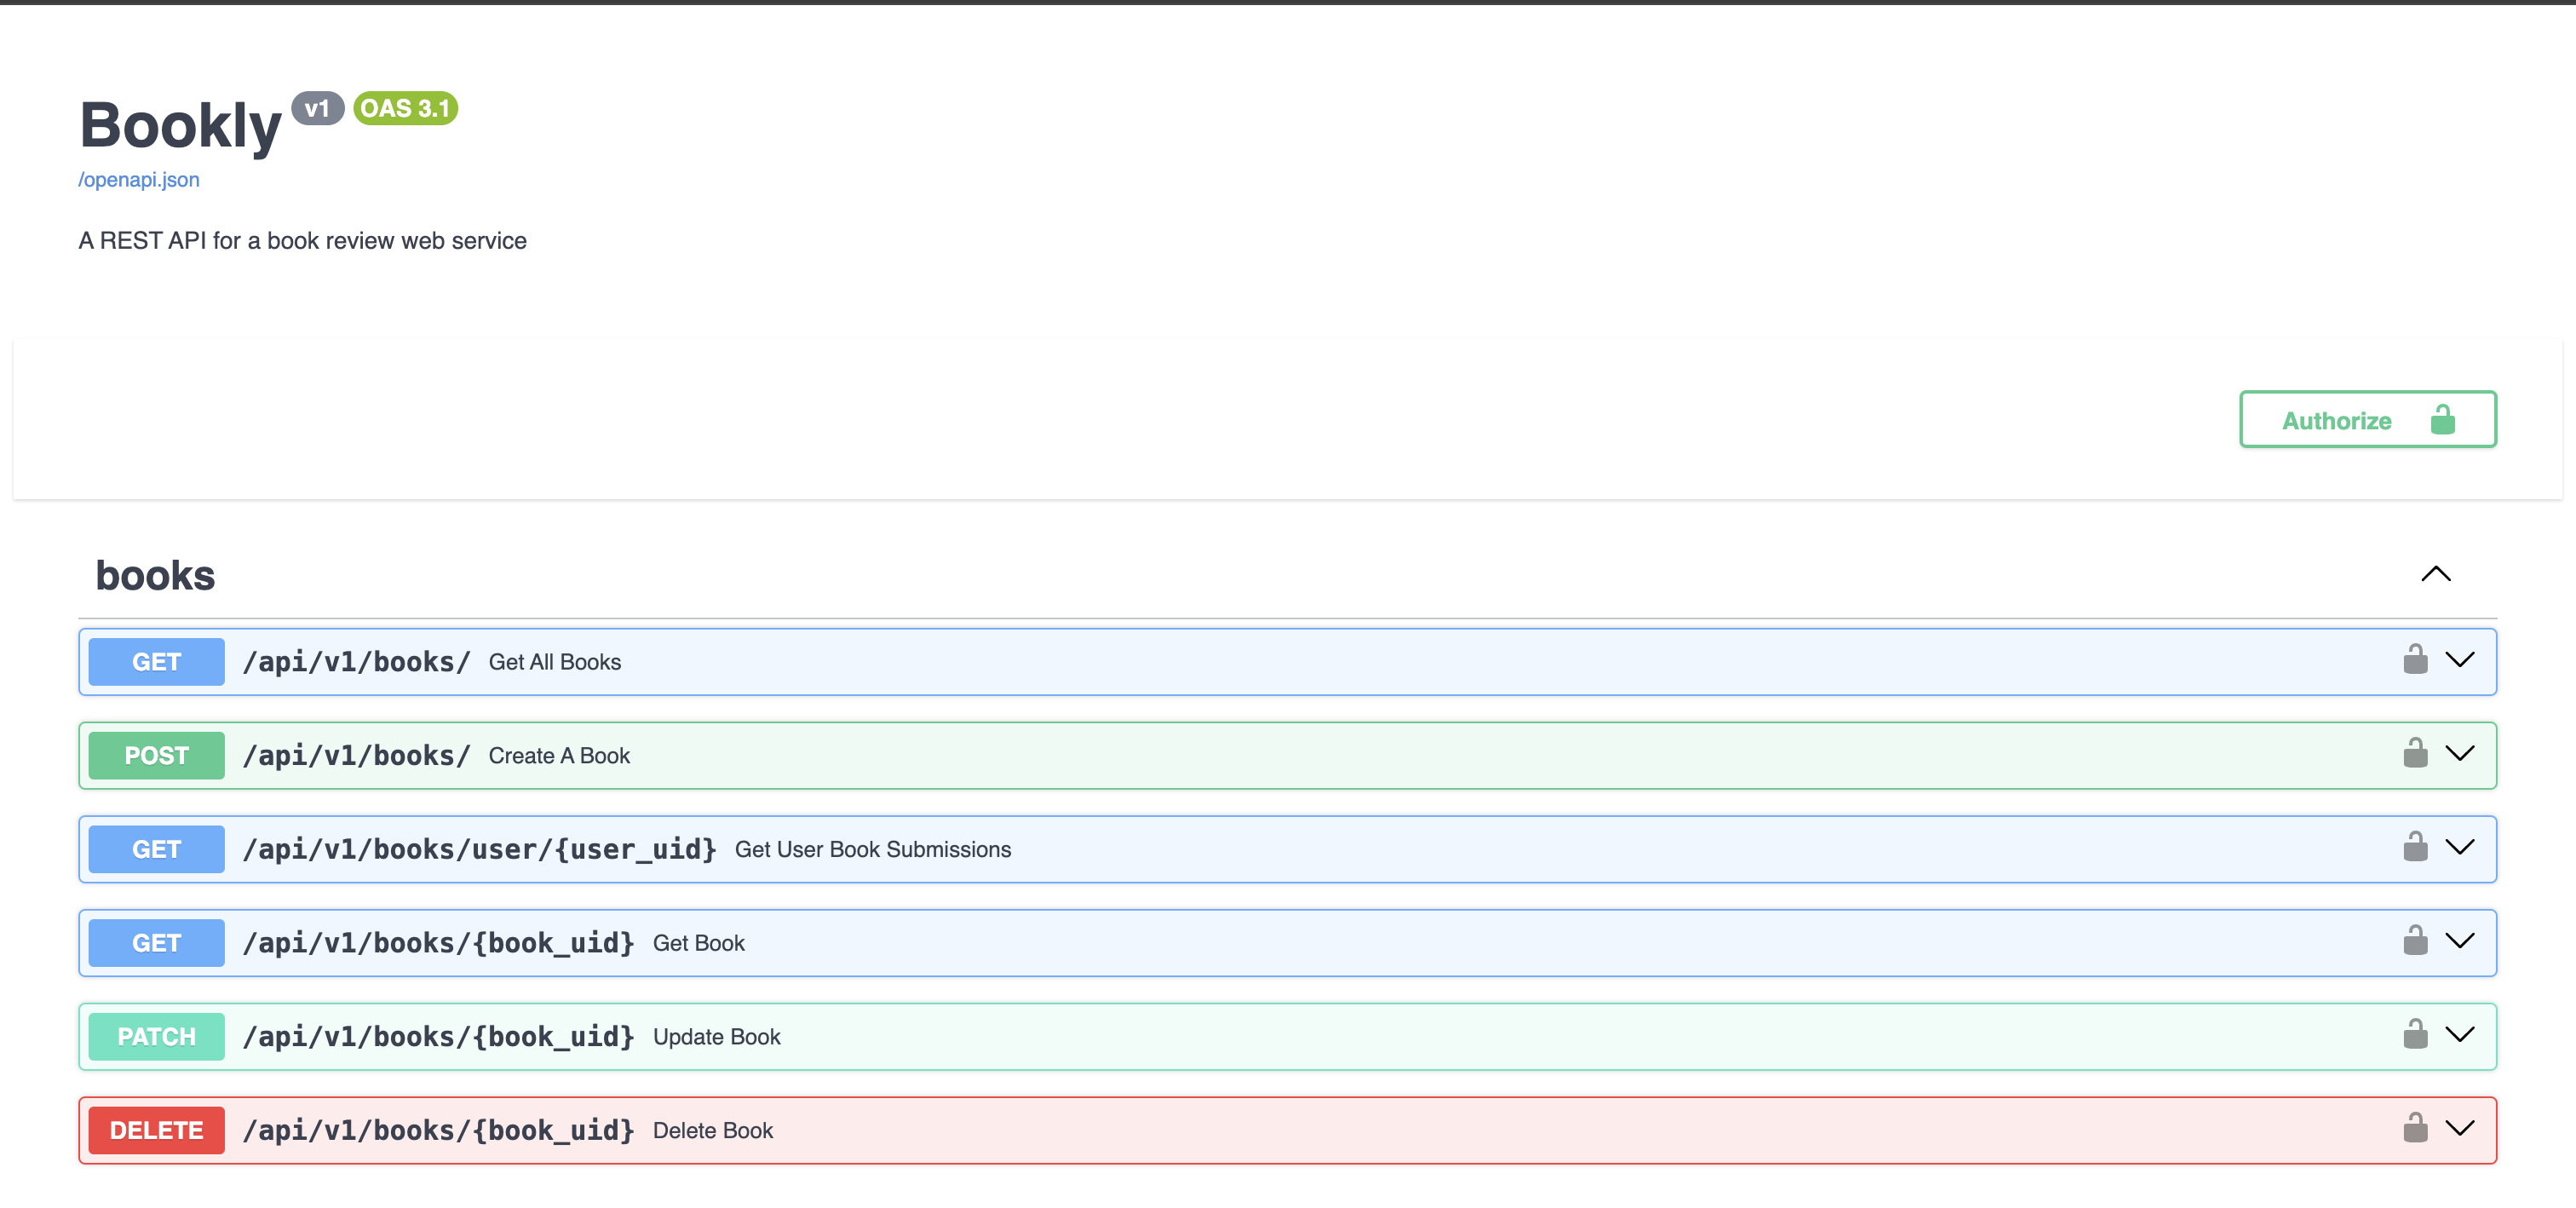 Bookly v1 OAS 3.1
/openapi.json
A REST API for a book review web service
Authorize
books
GET /api/v1/books/ Get All Books
POST /api/v1/books/ Create A Book
GET /api/v1/books/user/{user_uid} Get User Book Submissions
GET /api/v1/books/{book_uid} Get Book
PATCH /api/v1/books/{book_uid} Update Book
DELETE /api/v1/books/{book_uid} Delete Book